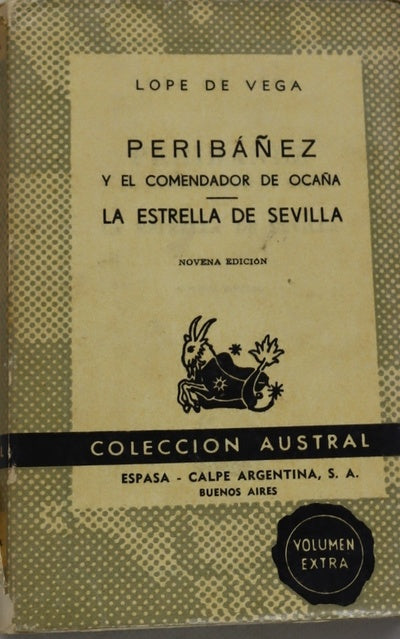 LOPE DE VEGA
PERIBÁÑEZ
Y EL COMENDADOR DE OCAÑA
LA ESTRELLA DE SEVILLA
NOVENA EDICIÓN
COLECCION AUSTRAL
ESPASA - CALPE ARGENTINA, S. A.
BUENOS AIRES
VOLUMEN
EXTRA